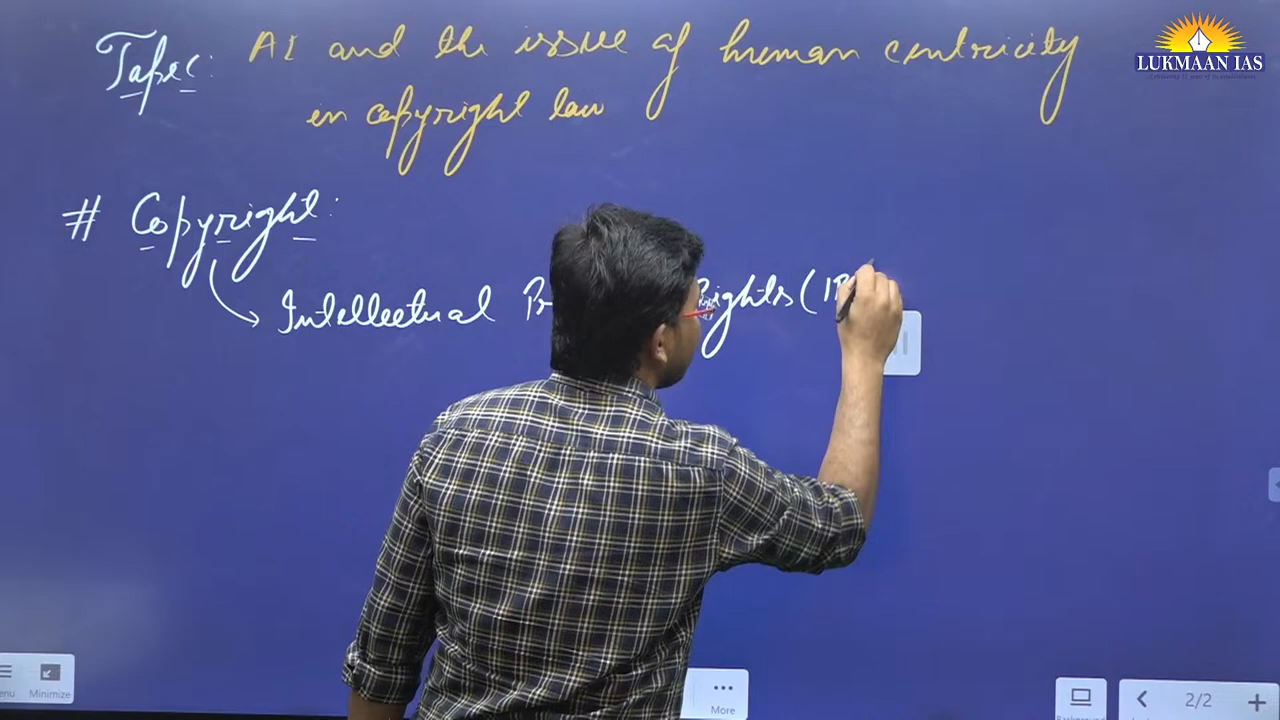 Topic: AI and the issue of human centricity
in copyright law
# Copyright:
Intellectual Rights (IP
LUKMAAN IAS
Minimize
More
2/2